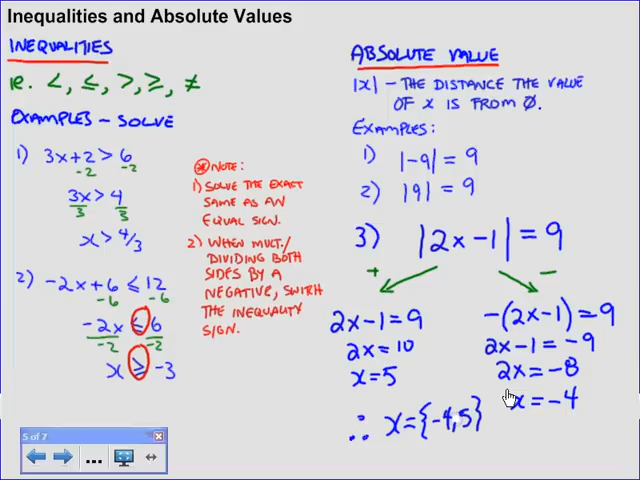 Inequalities and Absolute Values
INEQUALITIES
ie. <, ≤, >, ≥, ≠
EXAMPLES – SOLVE
1) 3x+2 > 6
-2 -2
3x > 4
3 3
x > 4/3
2) -2x+6 ≤ 12
-6 -6
-2x ≤ 6
-2 -2
x ≥ -3
* NOTE:
1) SOLVE THE EXACT
SAME AS AN
EQUAL SIGN.
2) WHEN MULT./
DIVIDING BOTH
SIDES BY A
NEGATIVE, SWITCH
THE INEQUALITY
SIGN.
ABSOLUTE VALUE
|x| – THE DISTANCE THE VALUE
OF x IS FROM 0.
EXAMPLES:
1) |-9| = 9
2) |9| = 9
3) |2x-1| = 9
+ –
2x-1 = 9
2x = 10
x = 5
-(2x-1) = 9
2x-1 = -9
2x = -8
x = -4
∴ x = {-4,5}
5 of 7